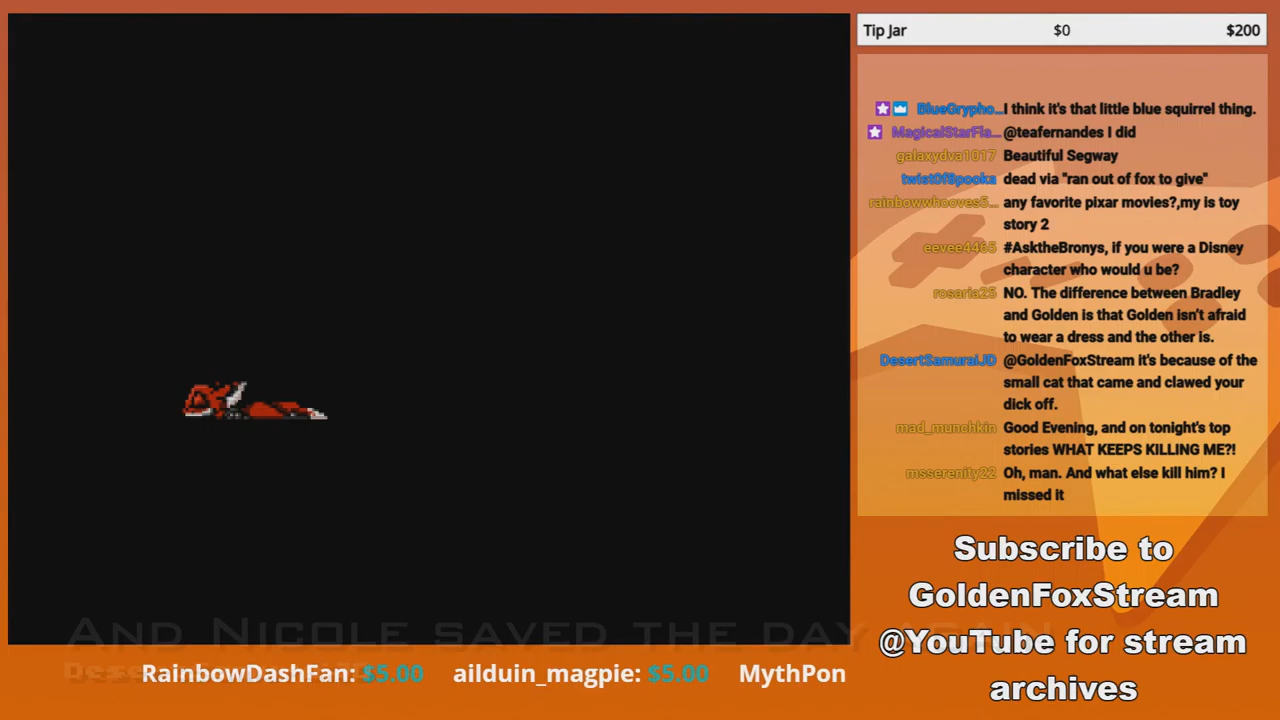 Tip Jar $0 $200
BlueGrypho... I think it's that little blue squirrel thing.
MagicalStarFla... @teafernandes I did
galaxydva1017 Beautiful Segway
twist0f8pooka dead via "ran out of fox to give"
rainbowwhooves5... any favorite pixar movies?,my is toy
story 2
eevee4465 #AsktheBronys, if you were a Disney
character who would u be?
rosaria25 NO. The difference between Bradley
and Golden is that Golden isn't afraid
to wear a dress and the other is.
DesertSamuraiJD @GoldenFoxStream it's because of the
small cat that came and clawed your
dick off.
mad_munchkin Good Evening, and on tonight's top
stories WHAT KEEPS KILLING ME?!
msserenity22 Oh, man. And what else kill him? I
missed it
Subscribe to
GoldenFoxStream
@YouTube for stream
archives
And Nicole saved the day again
RainbowDashFan: $5.00 ailduin_magpie: $5.00 MythPon